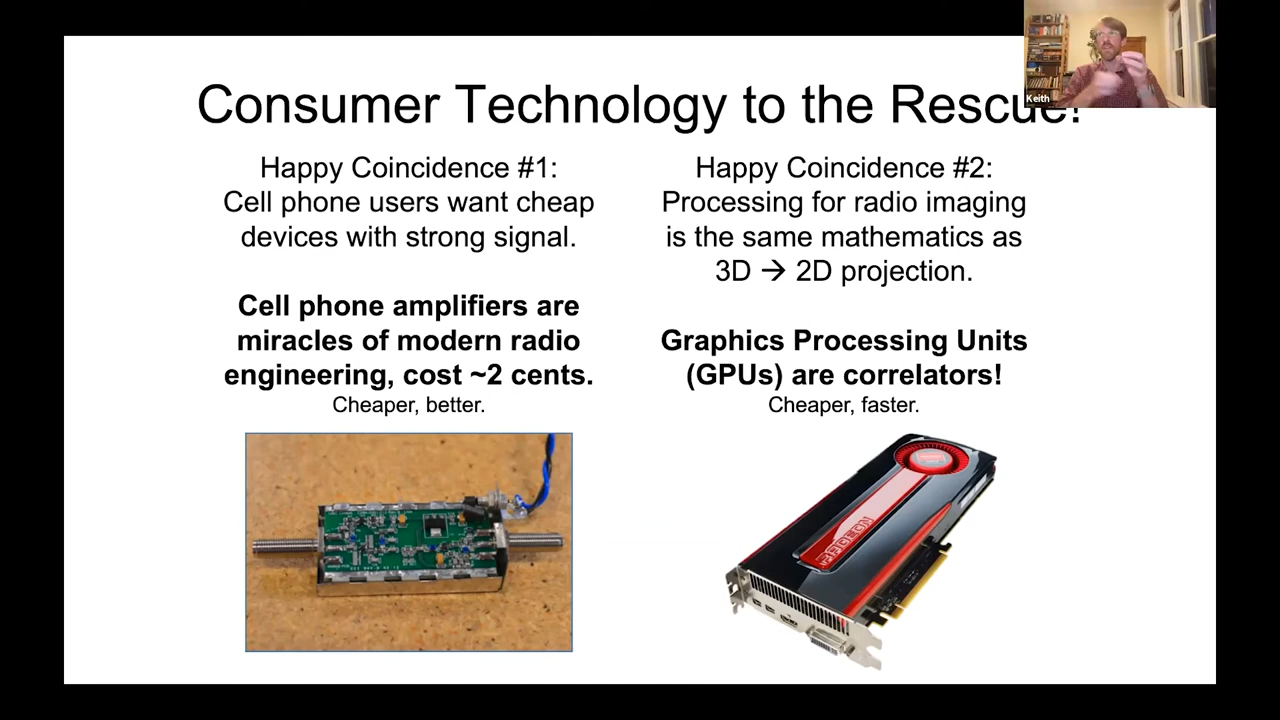 Consumer Technology to the Rescue!
Keith
Happy Coincidence #1:
Cell phone users want cheap
devices with strong signal.
Cell phone amplifiers are
miracles of modern radio
engineering, cost ~2 cents.
Cheaper, better.
Happy Coincidence #2:
Processing for radio imaging
is the same mathematics as
3D → 2D projection.
Graphics Processing Units
(GPUs) are correlators!
Cheaper, faster.
RADEON